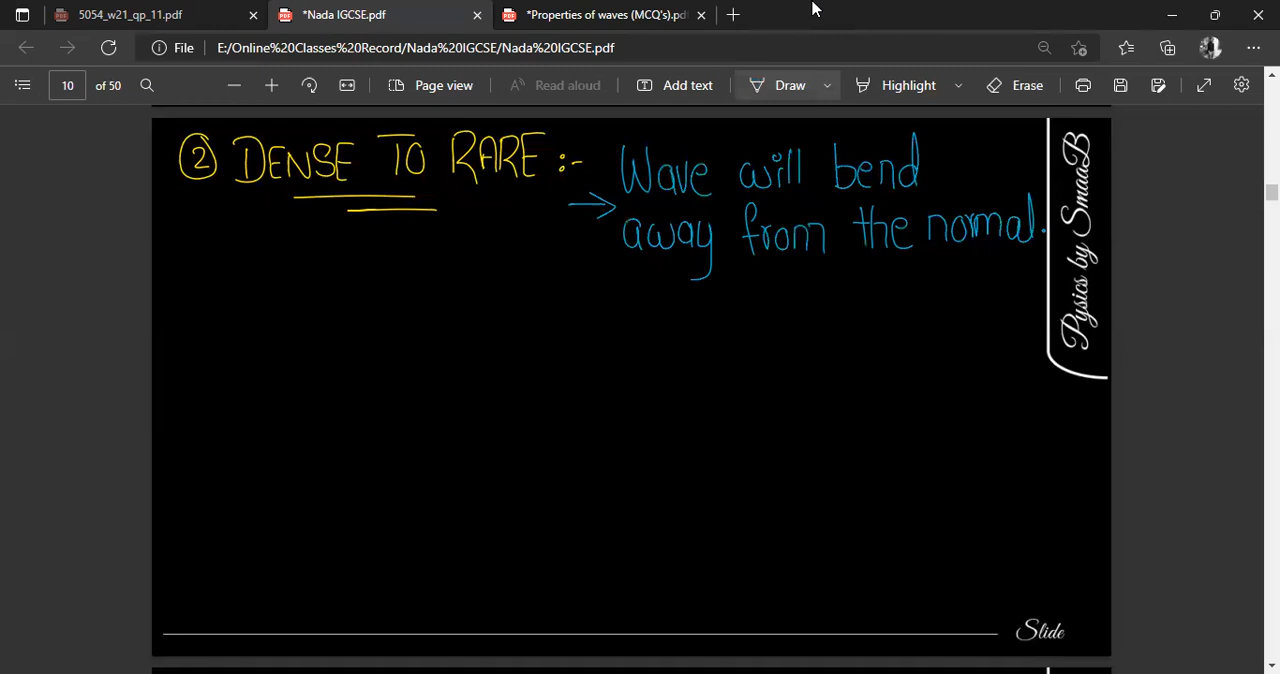 5054_w21_qp_11.pdf
*Nada IGCSE.pdf
*Properties of waves (MCQ's).pd
File
E:/Online%20Classes%20Record/Nada%20IGCSE/Nada%20IGCSE.pdf
10 of 50
Page view
Read aloud
Add text
Draw
Highlight
Erase
② DENSE TO RARE :-
Wave will bend
→ away from the normal.
Pysics by SmaaB
Slide